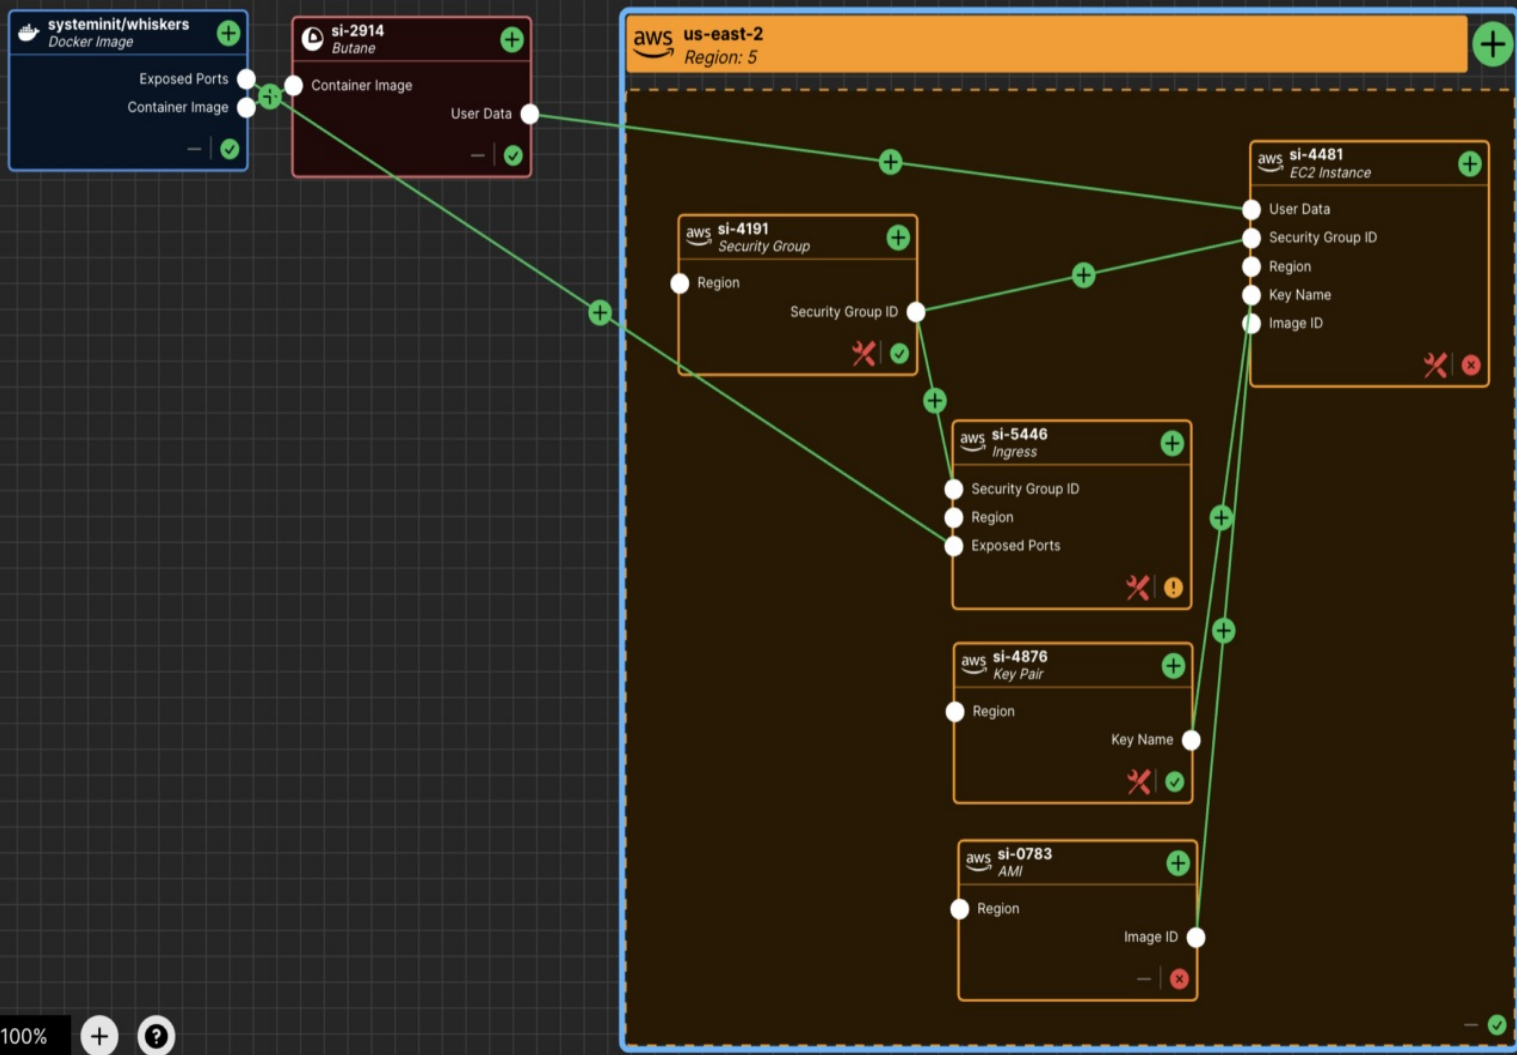 systeminit/whiskers
Docker Image
Exposed Ports
Container Image
si-2914
Butane
Container Image
User Data
aws
us-east-2
Region: 5
aws
si-4191
Security Group
Region
Security Group ID
aws
si-4481
EC2 Instance
User Data
Security Group ID
Region
Key Name
Image ID
aws
si-5446
Ingress
Security Group ID
Region
Exposed Ports
aws
si-4876
Key Pair
Region
Key Name
aws
si-0783
AMI
Region
Image ID
100%